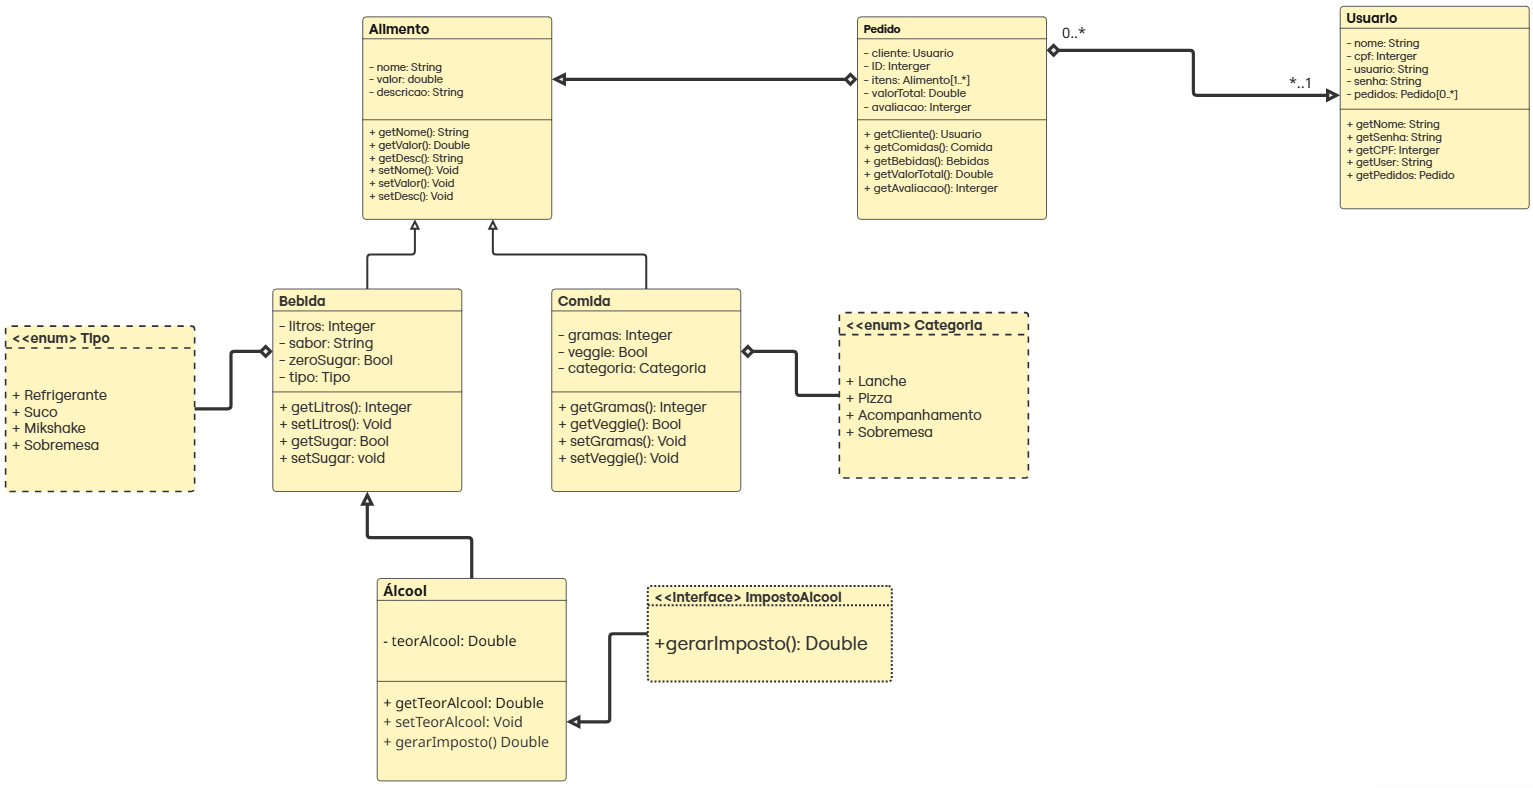 Alimento
- nome: String
- valor: double
- descricao: String
+ getNome(): String
+ getValor(): Double
+ getDesc(): String
+ setNome(): Void
+ setValor(): Void
+ setDesc(): Void
Pedido
- cliente: Usuario
- ID: Interger
- itens: Alimento[1..*]
- valorTotal: Double
- avaliacao: Interger
+ getCliente(): Usuario
+ getComidas(): Comida
+ getBebidas(): Bebidas
+ getValorTotal(): Double
+ getAvaliacao(): Interger
0..*
*..1
Usuario
- nome: String
- cpf: Interger
- usuario: String
- senha: String
- pedidos: Pedido[0..*]
+ getNome: String
+ getSenha: String
+ getCPF: Interger
+ getUser: String
+ getPedidos: Pedido
<<enum> Tipo
+ Refrigerante
+ Suco
+ Mikshake
+ Sobremesa
Bebida
- litros: Integer
- sabor: String
- zeroSugar: Bool
- tipo: Tipo
+ getLitros(): Integer
+ setLitros(): Void
+ getSugar: Bool
+ setSugar: void
Comida
- gramas: Integer
- veggie: Bool
- categoria: Categoria
+ getGramas(): Integer
+ getVeggie(): Bool
+ setGramas(): Void
+ setVeggie(): Void
<<enum> Categoria
+ Lanche
+ Pizza
+ Acompanhamento
+ Sobremesa
Álcool
- teorAlcool: Double
+ getTeorAlcool: Double
+ setTeorAlcool: Void
+ gerarImposto() Double
<<Interface> ImpostoAlcool
+gerarImposto(): Double